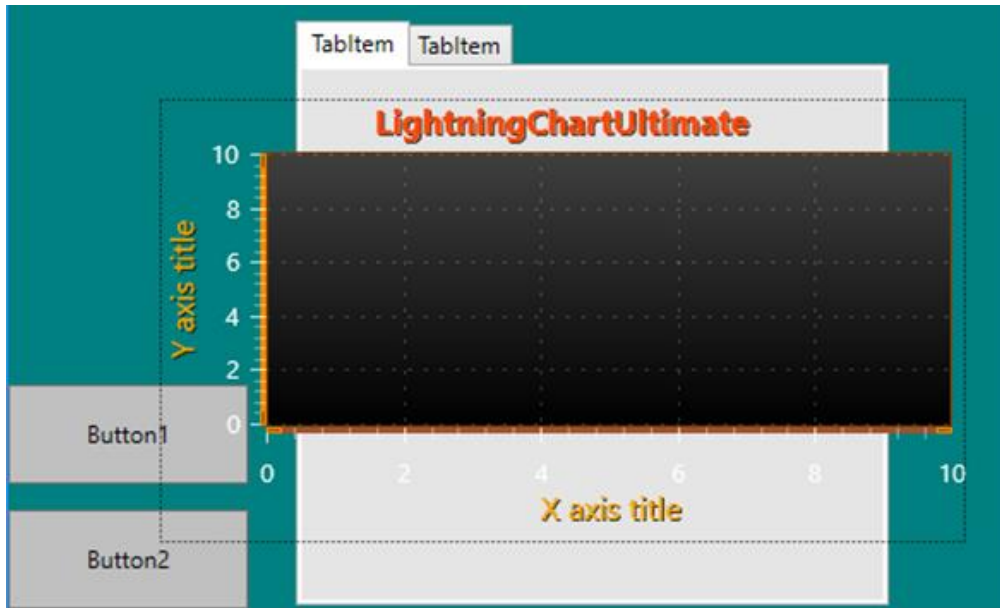 TabItem TabItem
LightningChartUltimate
10
8
6
4
2
0
Y axis title
0 2 4 6 8 10
X axis title
Button1
Button2